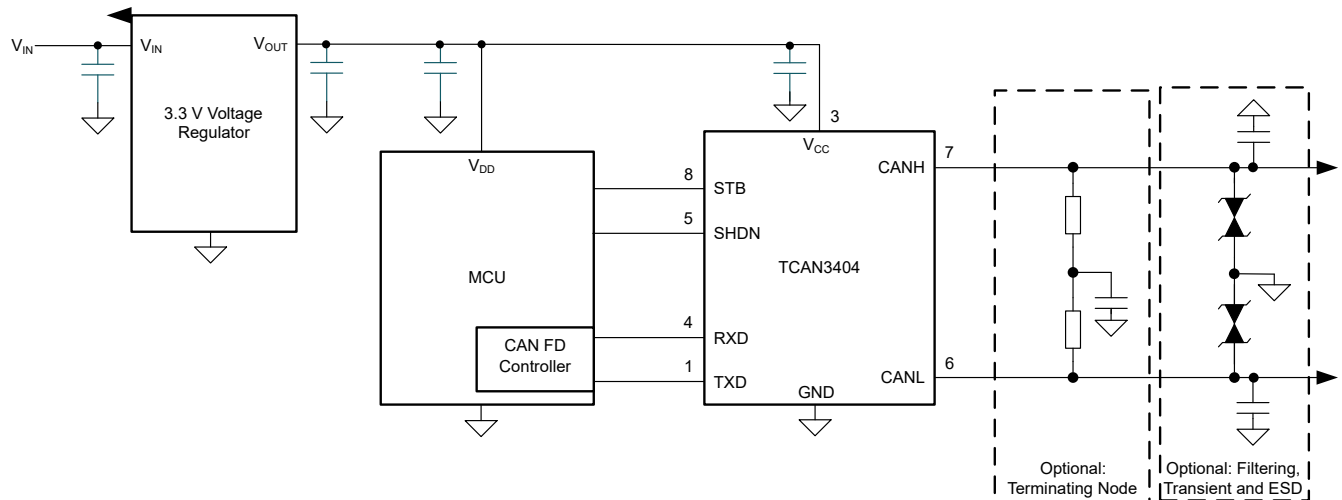 VIN
VIN
VOUT
3.3 V Voltage
Regulator
3
VCC
VDD
MCU
CAN FD
Controller
8
STB
5
SHDN
4
RXD
1
TXD
TCAN3404
GND
CANH
7
CANL
6
Optional:
Terminating Node
Optional: Filtering,
Transient and ESD